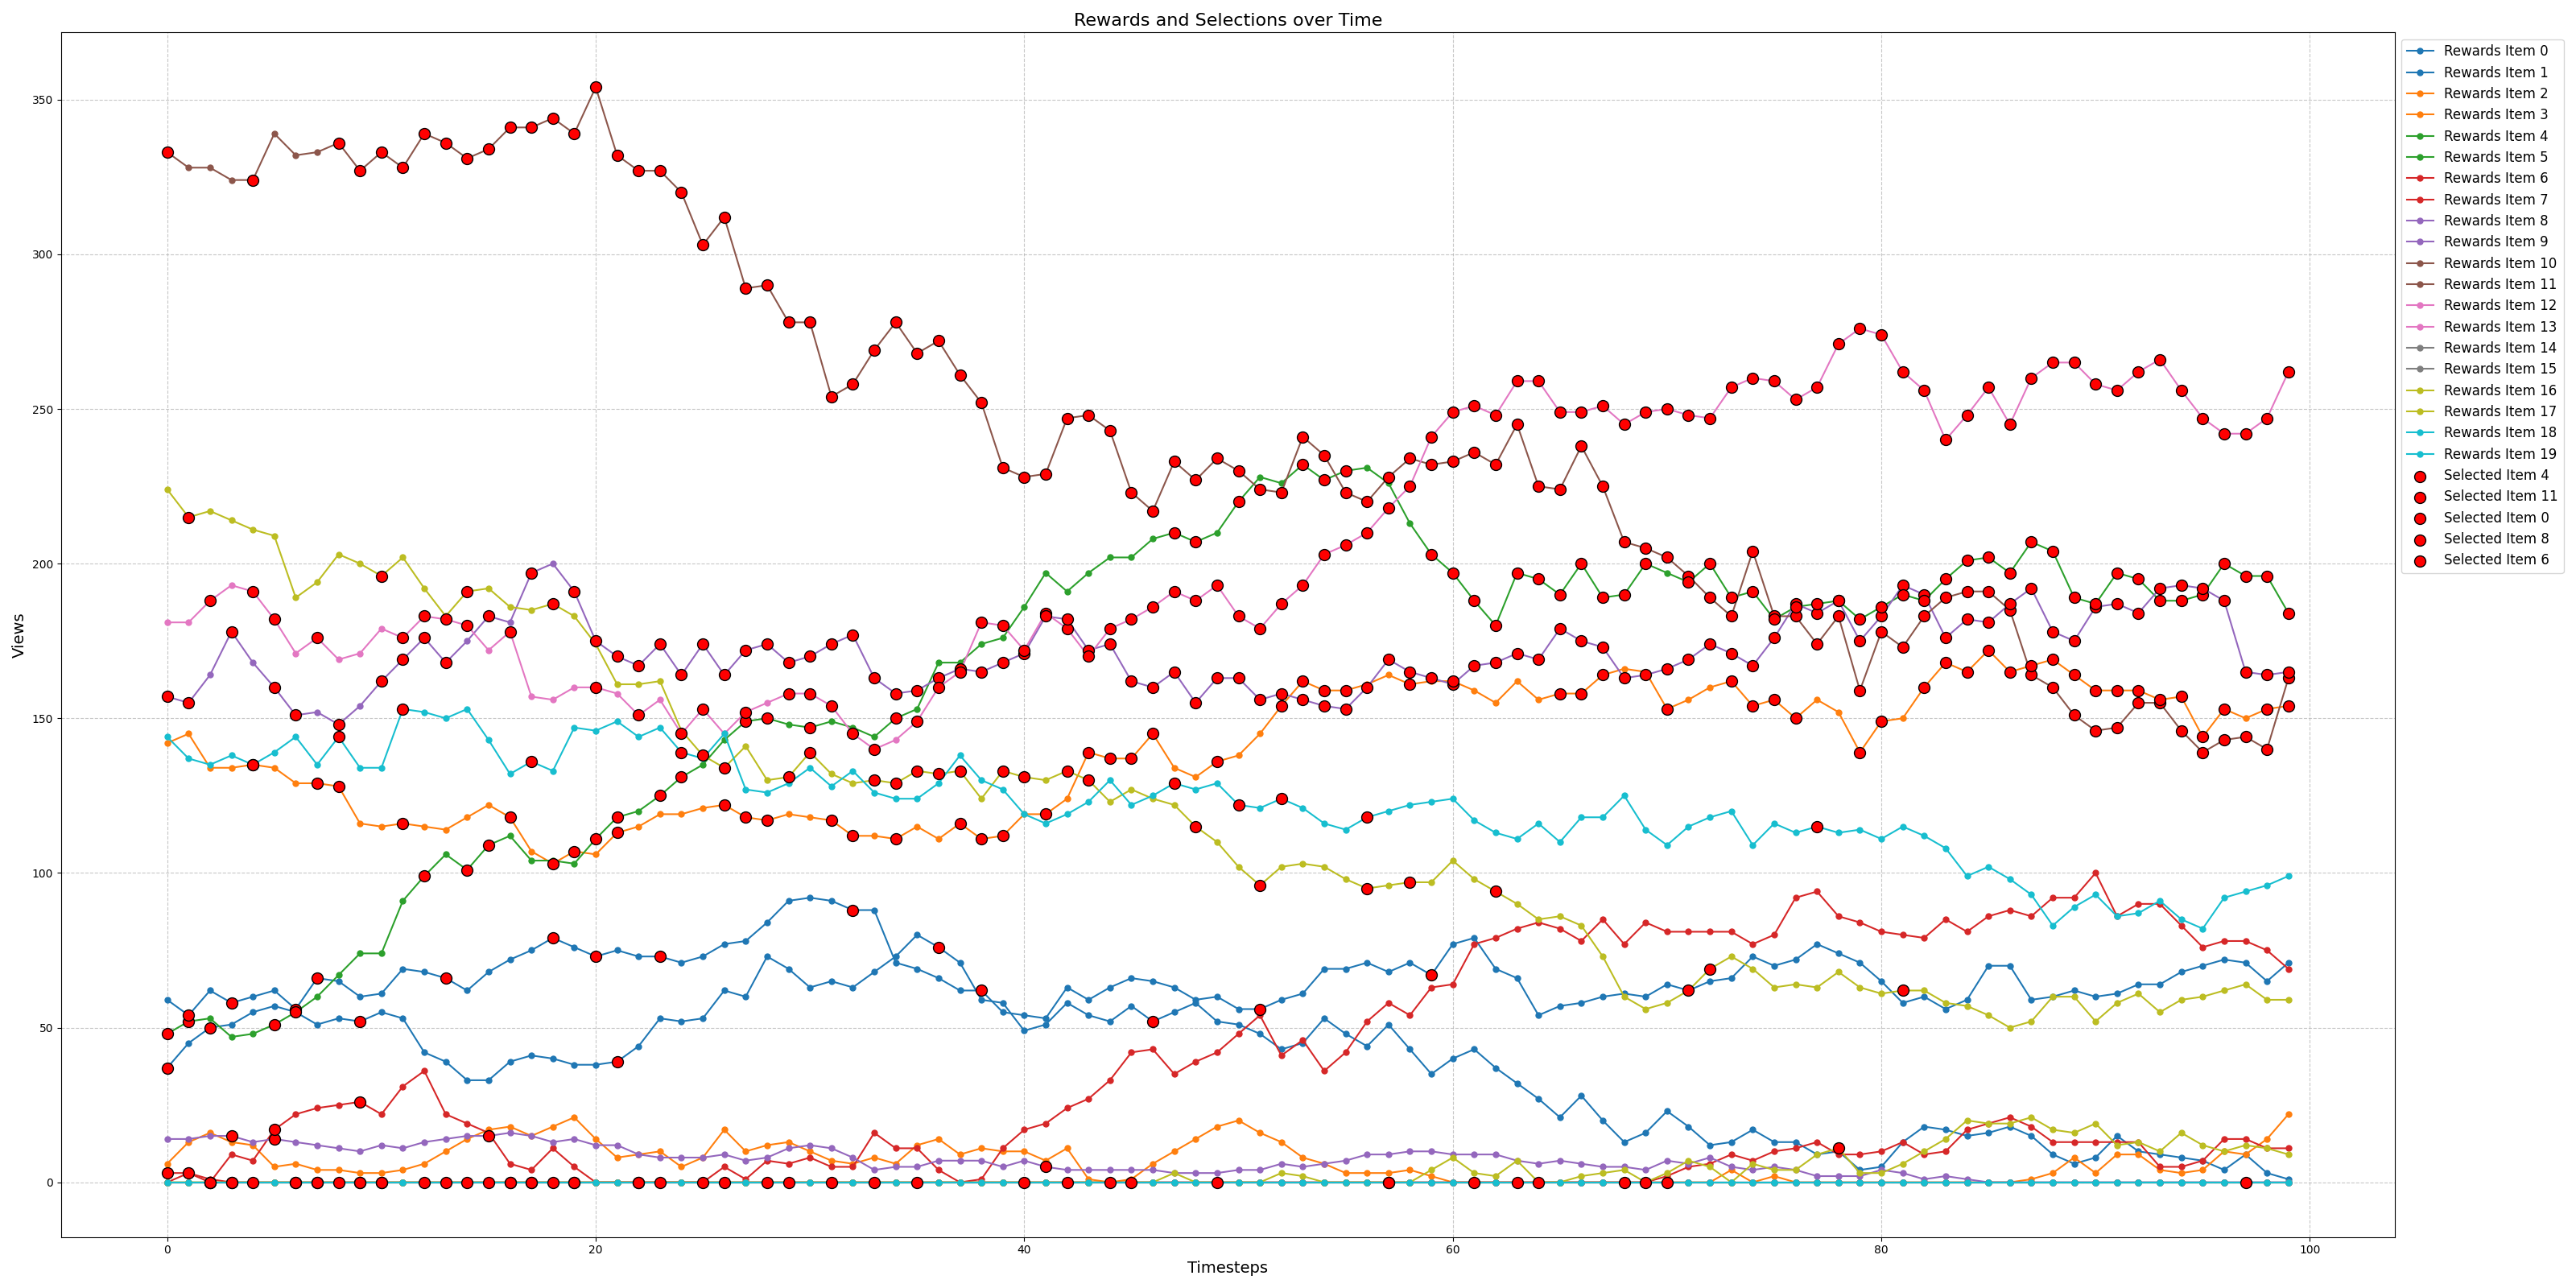 Rewards and Selections over Time
Views
350
300
250
200
150
100
50
0
0
20
40
60
80
100
Timesteps
Rewards Item 0
Rewards Item 1
Rewards Item 2
Rewards Item 3
Rewards Item 4
Rewards Item 5
Rewards Item 6
Rewards Item 7
Rewards Item 8
Rewards Item 9
Rewards Item 10
Rewards Item 11
Rewards Item 12
Rewards Item 13
Rewards Item 14
Rewards Item 15
Rewards Item 16
Rewards Item 17
Rewards Item 18
Rewards Item 19
Selected Item 4
Selected Item 11
Selected Item 0
Selected Item 8
Selected Item 6